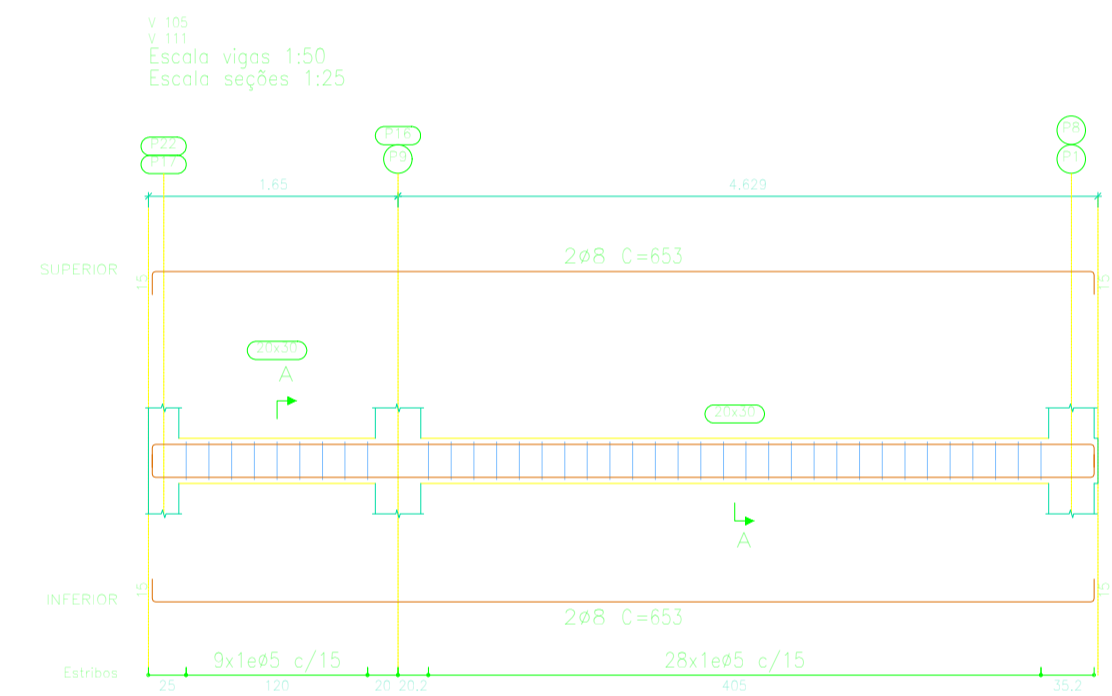 V 105
V 111
Escala vigas 1:50
Escala seções 1:25
P22
P17
P16
P9
P8
P1
1.65
4.629
SUPERIOR
15
2ø8 C=653
15
20x30
A
20x30
A
INFERIOR
15
2ø8 C=653
15
Estribos
9x1eø5 c/15
28x1eø5 c/15
25
120
20
20.2
405
35.2